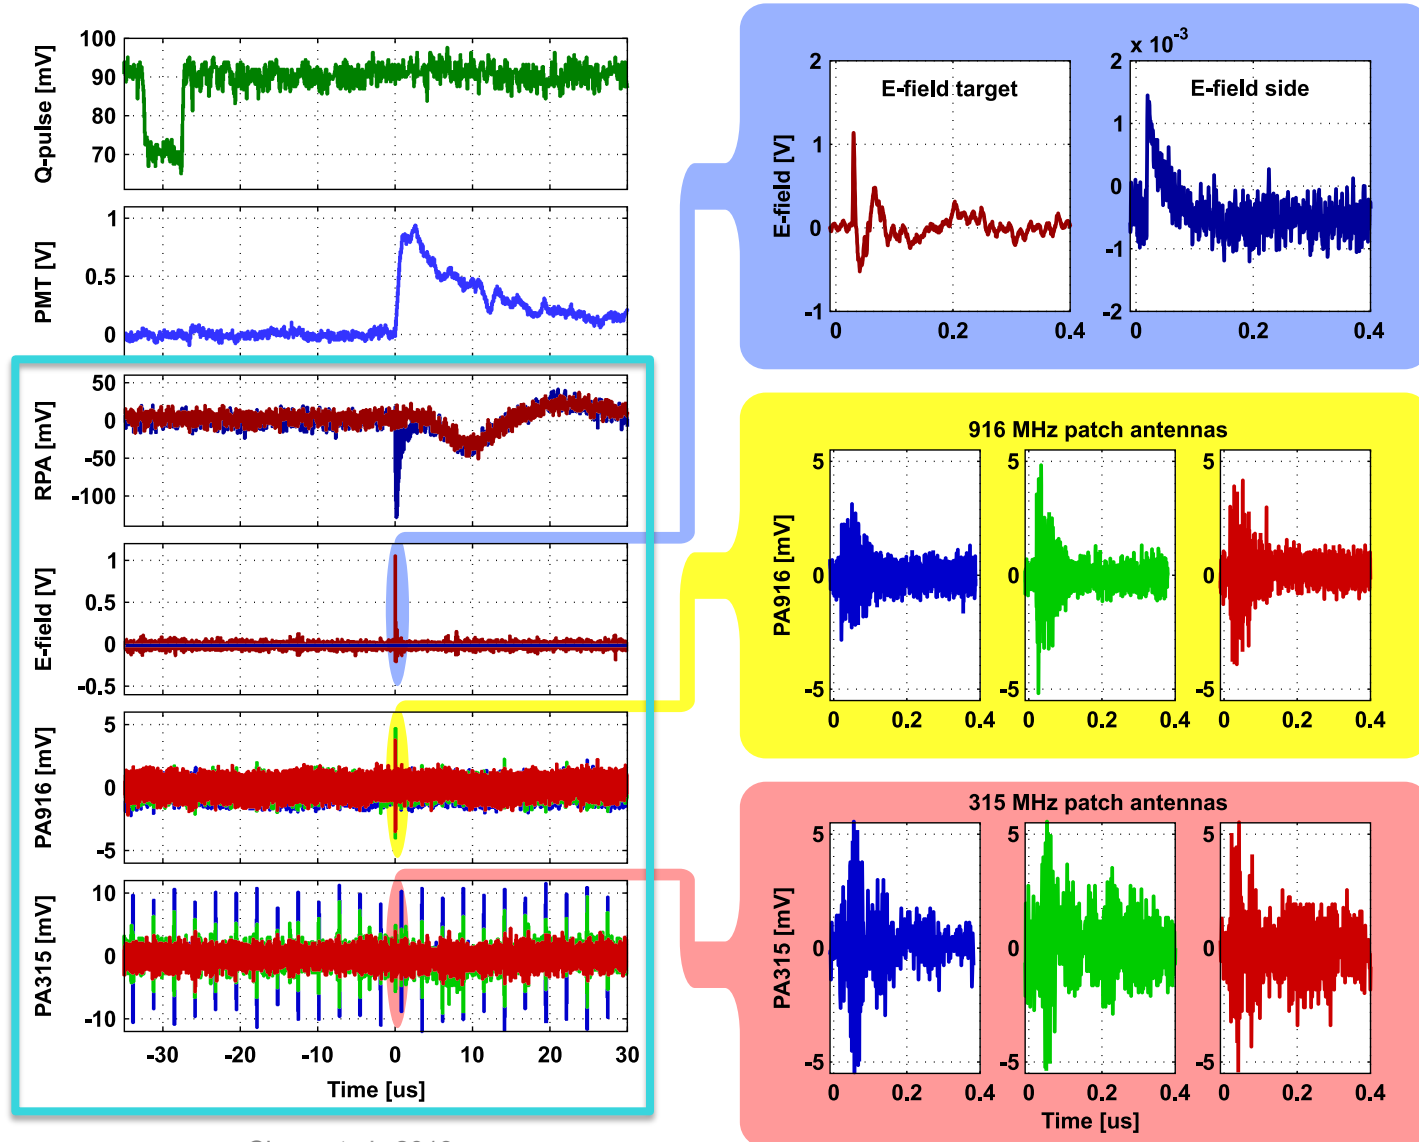 Q-pulse [mV]
100
90
80
70
PMT [V]
1
0.5
0
RPA [mV]
50
0
-50
-100
E-field [V]
1
0.5
0
-0.5
PA916 [mV]
5
0
-5
PA315 [mV]
10
0
-10
-30 -20 -10 0 10 20 30
Time [us]
E-field [V]
2
1
0
-1
E-field target
0 0.2 0.4
x 10-3
2
1
0
-1
-2
E-field side
0 0.2 0.4
916 MHz patch antennas
PA916 [mV]
5 5 5
0 0 0
-5 -5 -5
0 0.2 0.4 0 0.2 0.4 0 0.2 0.4
315 MHz patch antennas
PA315 [mV]
5 5 5
0 0 0
-5 -5 -5
0 0.2 0.4 0 0.2 0.4 0 0.2 0.4
Time [us]